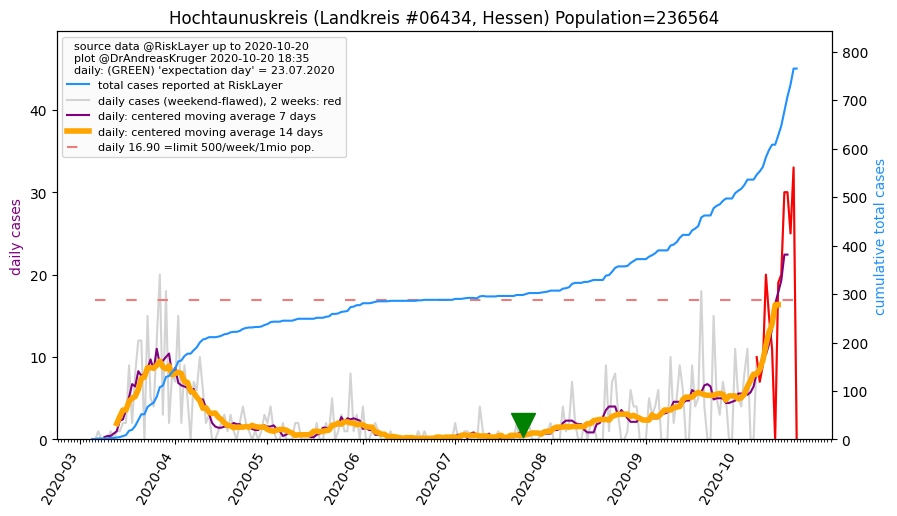 Hochtaunuskreis (Landkreis #06434, Hessen) Population=236564
source data @RiskLayer up to 2020-10-20
plot @DrAndreasKruger 2020-10-20 18:35
daily: (GREEN) 'expectation day' = 23.07.2020
total cases reported at RiskLayer
daily cases (weekend-flawed), 2 weeks: red
daily: centered moving average 7 days
daily: centered moving average 14 days
daily 16.90 =limit 500/week/1mio pop.
daily cases
40
30
20
10
0
cumulative total cases
800
700
600
500
400
300
200
100
0
2020-03
2020-04
2020-05
2020-06
2020-07
2020-08
2020-09
2020-10